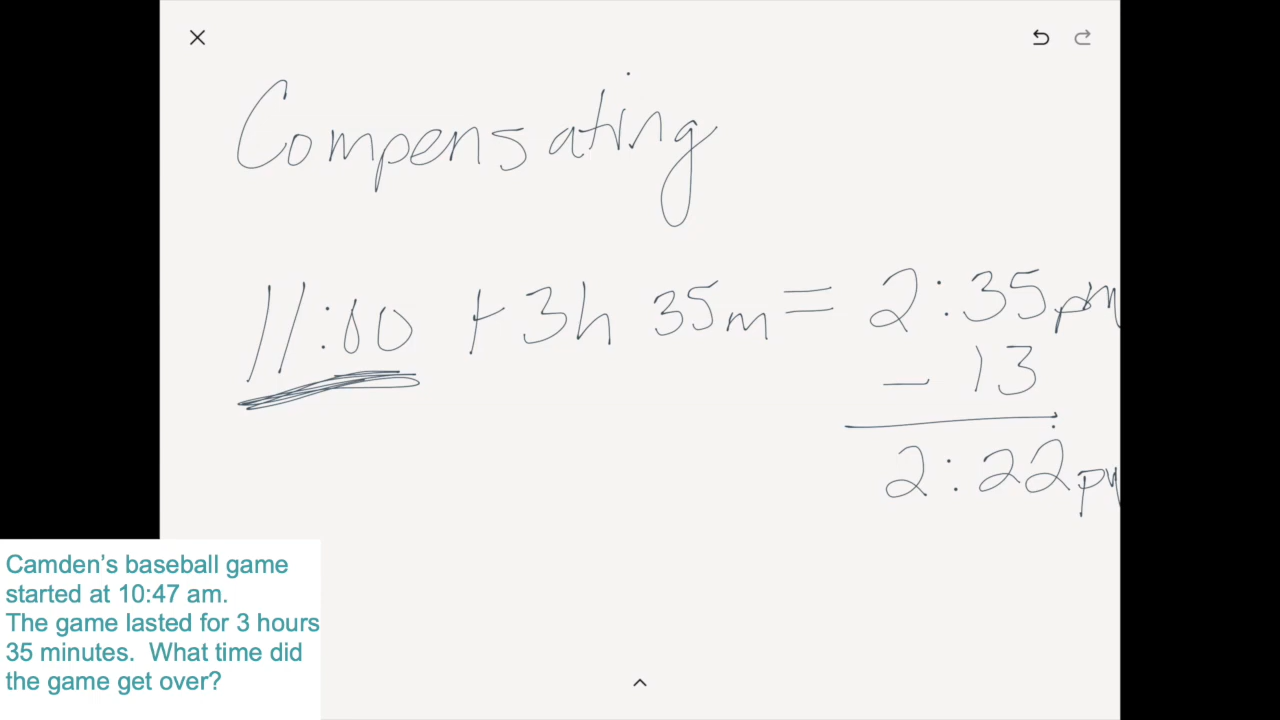 Compensating
11:00 + 3h 35m = 2:35pm
- 13
2:22pm
Camden's baseball game
started at 10:47 am.
The game lasted for 3 hours
35 minutes. What time did
the game get over?